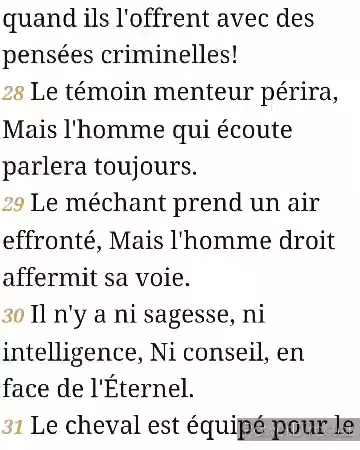 quand ils l'offrent avec des
pensées criminelles!
28 Le témoin menteur périra,
Mais l'homme qui écoute
parlera toujours.
29 Le méchant prend un air
effronté, Mais l'homme droit
affermit sa voie.
30 Il n'y a ni sagesse, ni
intelligence, Ni conseil, en
face de l'Éternel.
31 Le cheval est équipé pour le